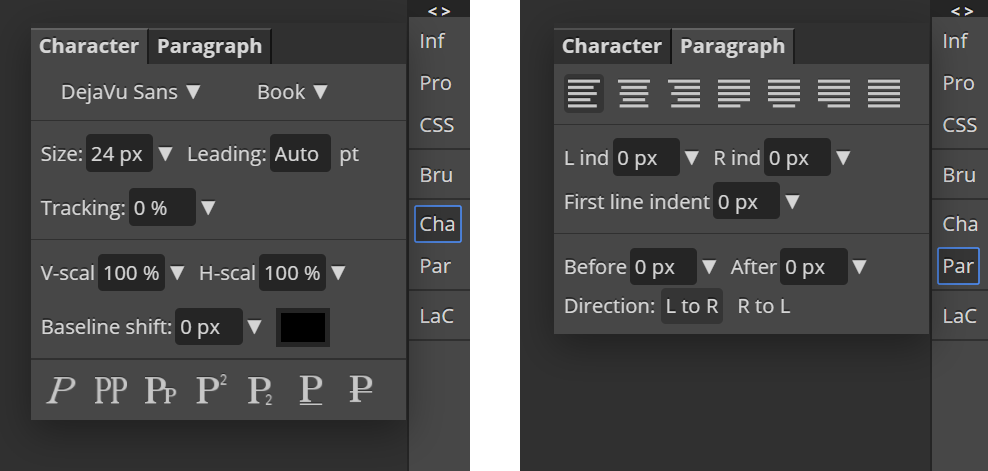 < >
Character Paragraph
DejaVu Sans ▼ Book ▼
Size: 24 px ▼ Leading: Auto pt
Tracking: 0 % ▼
V-scal 100 % ▼ H-scal 100 % ▼
Baseline shift: 0 px ▼
P PP PP P2 P2 P P
Inf
Pro
CSS
Bru
Cha
Par
LaC
< >
Character Paragraph
L ind 0 px ▼ R ind 0 px ▼
First line indent 0 px ▼
Before 0 px ▼ After 0 px ▼
Direction: L to R R to L
Inf
Pro
CSS
Bru
Cha
Par
LaC